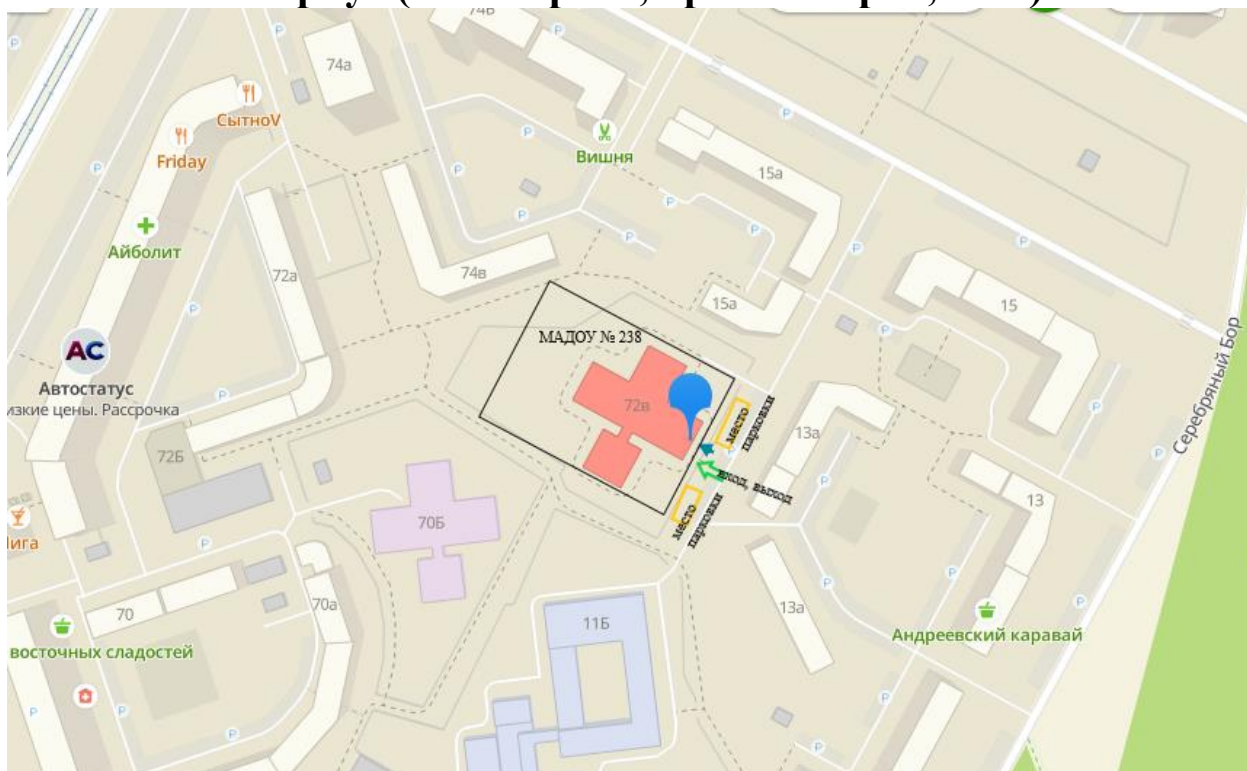 74Б
74а
СытноV
Friday
Вишня
15а
Айболит
72а
74в
15а
15
МАДОУ № 238
АС
Автостатус
изкие цены. Рассрочка
72в
место
парковки
13а
Серебряный Бор
72Б
вход, выход
13
место
парковки
70Б
70
70а
11Б
13а
Андреевский каравай
восточных сладостей